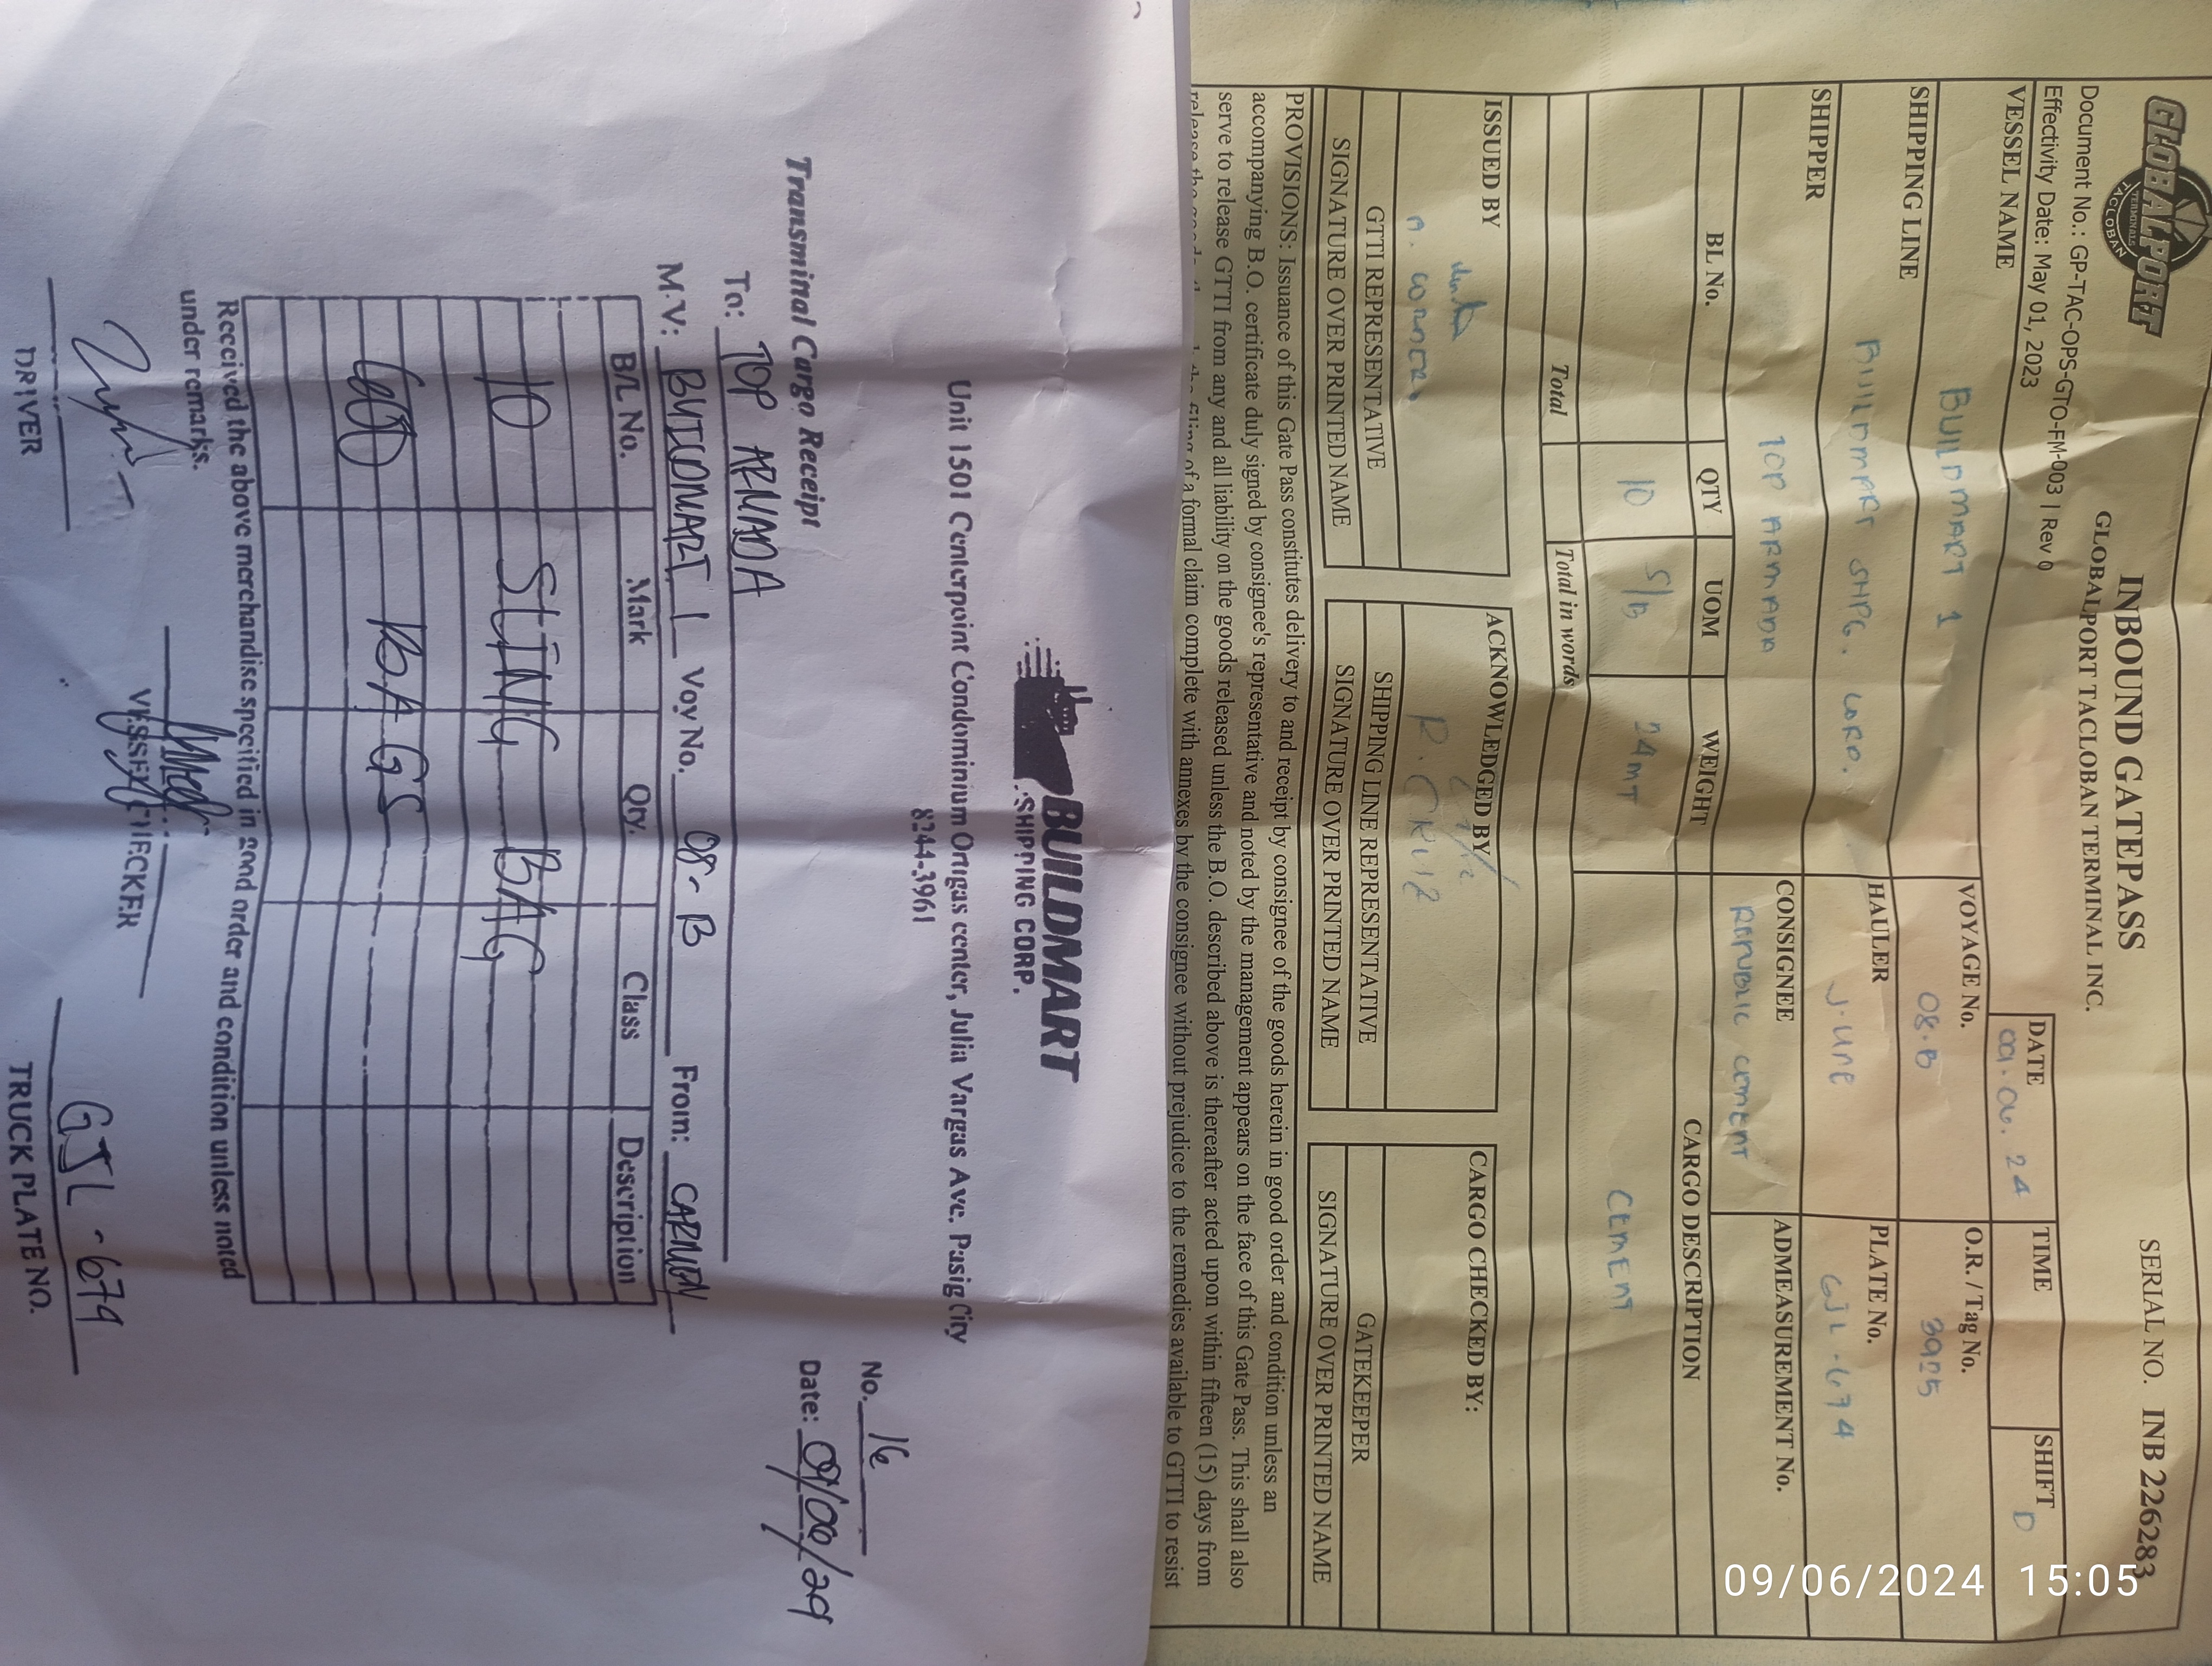 GLOBALPORT
TERMINALS
TACLOBAN
INBOUND GATEPASS
GLOBALPORT TACLOBAN TERMINAL INC.
SERIAL NO. INB 226283
Document No.: GP-TAC-OPS-GTO-FM-003 | Rev 0
Effectivity Date: May 01, 2023
DATE
09.06.24
TIME
SHIFT
D
VESSEL NAME
BUILDMART 1
VOYAGE No.
08-B
O.R. / Tag No.
3905
SHIPPING LINE
BUILDMART SHPG. CORP.
HAULER
J-UNE
PLATE No.
GJL-674
SHIPPER
TOP ARMADA
CONSIGNEE
REPUBLIC CEMENT
ADMEASUREMENT No.
BL No. QTY UOM WEIGHT CARGO DESCRIPTION
10 S/B 24MT CEMENT
Total
Total in words
ISSUED BY
ACKNOWLEDGED BY
CARGO CHECKED BY:
GTTI REPRESENTATIVE
SHIPPING LINE REPRESENTATIVE
GATEKEEPER
SIGNATURE OVER PRINTED NAME
SIGNATURE OVER PRINTED NAME
SIGNATURE OVER PRINTED NAME
PROVISIONS: Issuance of this Gate Pass constitutes delivery to and receipt by consignee of the goods herein in good order and condition unless an
accompanying B.O. certificate duly signed by consignee's representative and noted by the management appears on the face of this Gate Pass. This shall also
serve to release GTTI from any and all liability on the goods released unless the B.O. described above is thereafter acted upon within fifteen (15) days from
release the goods the filing of a formal claim complete with annexes by the consignee without prejudice to the remedies available to GTTI to resist
BUILDMART
SHIPPING CORP.
Unit 1501 Centerpoint Condominium Ortigas center, Julia Vargas Ave. Pasig City
8244-3961
No. 16
Transminal Cargo Receipt
Date: 09/06/24
To: TOP ARMADA
M.V: BUILDMART 1 Voy No. 08-B From: CARMEN
B/L No. Mark Qty. Class Description
10 SLING BAG
BAGS
Received the above merchandise specified in good order and condition unless noted
under remarks.
DRIVER
VESSEL CHECKER
GJL-679
TRUCK PLATE NO.
09/06/2024 15:05